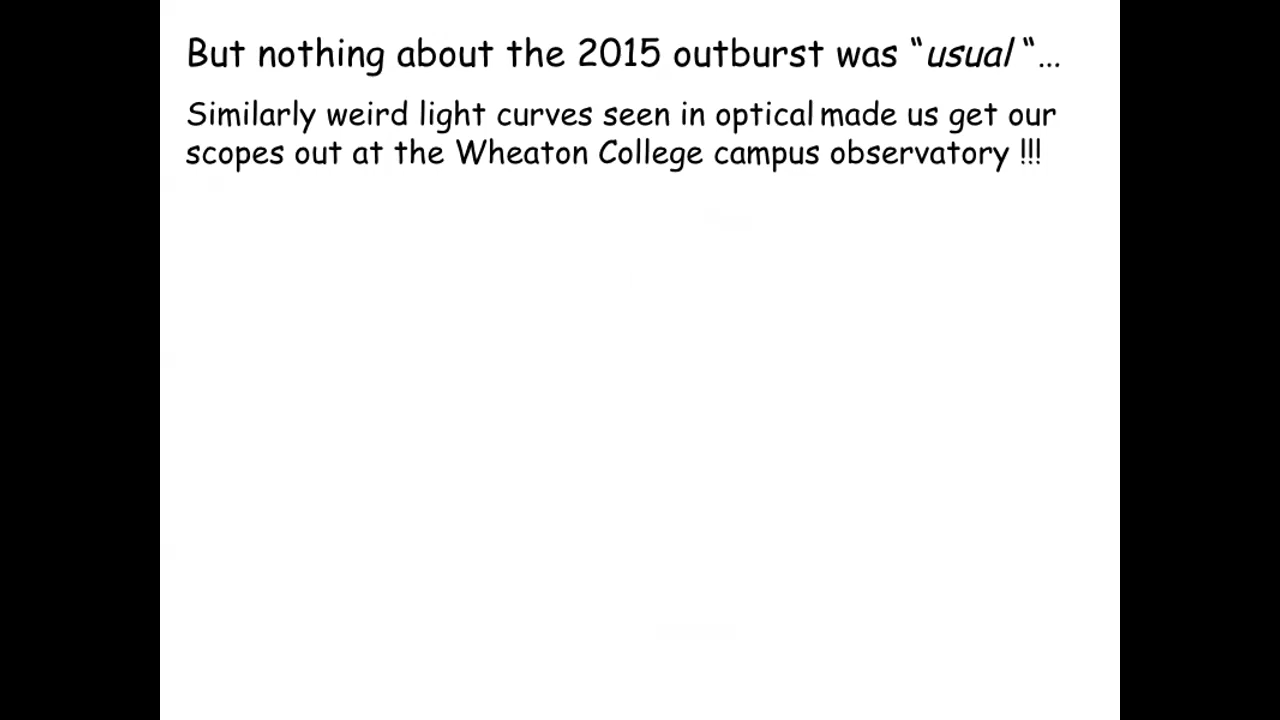 But nothing about the 2015 outburst was “usual “…
Similarly weird light curves seen in optical made us get our
scopes out at the Wheaton College campus observatory !!!